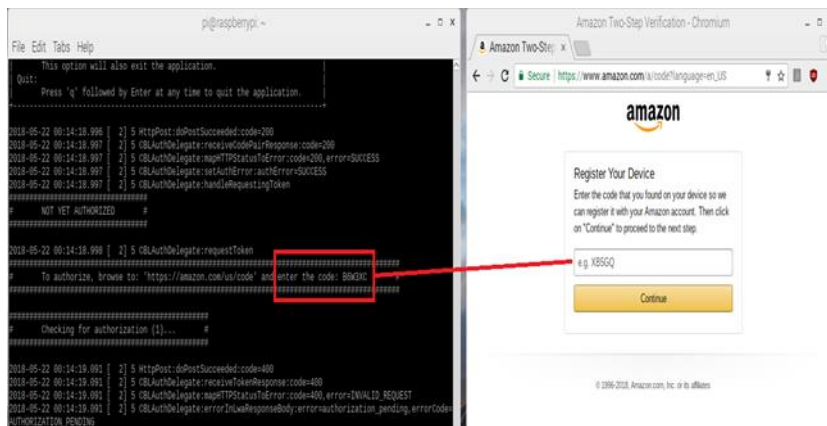 pi@raspberrypi: ~
File Edit Tabs Help
This option will also exit the application.
Quit:
Press 'q' followed by Enter at any time to quit the application.
2018-05-22 00:14:18.996 [ 2] 5 HttpPost:doPostSucceeded:code=200
2018-05-22 00:14:18.997 [ 2] 5 CBLAuthDelegate:receiveCodePairResponse:code=200
2018-05-22 00:14:18.997 [ 2] 5 CBLAuthDelegate:mapHTTPStatusToError:code=200,error=SUCCESS
2018-05-22 00:14:18.997 [ 2] 5 CBLAuthDelegate:setAuthError:authError=SUCCESS
2018-05-22 00:14:18.997 [ 2] 5 CBLAuthDelegate:handleRequestingToken
# NOT YET AUTHORIZED #
2018-05-22 00:14:18.998 [ 2] 5 CBLAuthDelegate:requestToken
# To authorize, browse to: 'https://amazon.com/us/code' and enter the code: B6W3XC #
# Checking for authorization (1)... #
2018-05-22 00:14:19.091 [ 2] 5 HttpPost:doPostSucceeded:code=400
2018-05-22 00:14:19.091 [ 2] 5 CBLAuthDelegate:receiveTokenResponse:code=400
2018-05-22 00:14:19.091 [ 2] 5 CBLAuthDelegate:mapHTTPStatusToError:code=400,error=INVALID_REQUEST
2018-05-22 00:14:19.091 [ 2] 5 CBLAuthDelegate:errorInLwaResponseBody:error=authorization_pending,errorCode=
AUTHORIZATION_PENDING
Amazon Two-Step Verification - Chromium
Amazon Two-Step
Secure https://www.amazon.com/a/code?language=en_US
amazon
Register Your Device
Enter the code that you found on your device so we
can register it with your Amazon account. Then click
on "Continue" to proceed to the next step.
e.g. XB5GQ
Continue
© 1996-2018, Amazon.com, Inc. or its affiliates